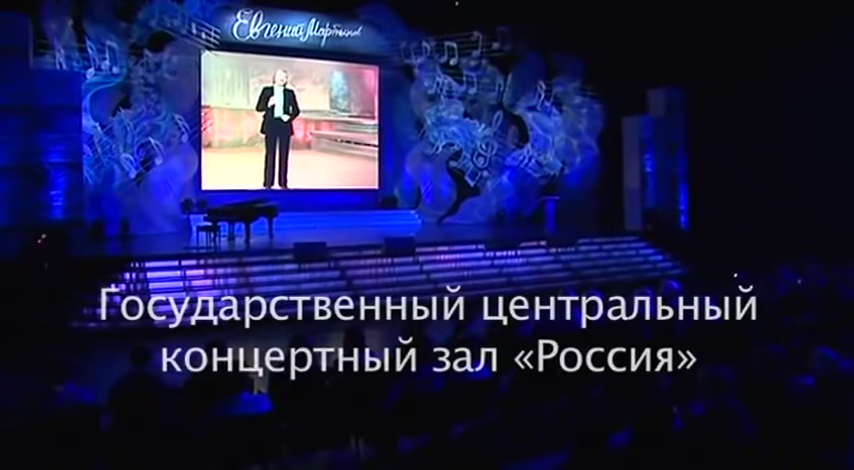 Евгений Мартынов
Государственный центральный
концертный зал «Россия»